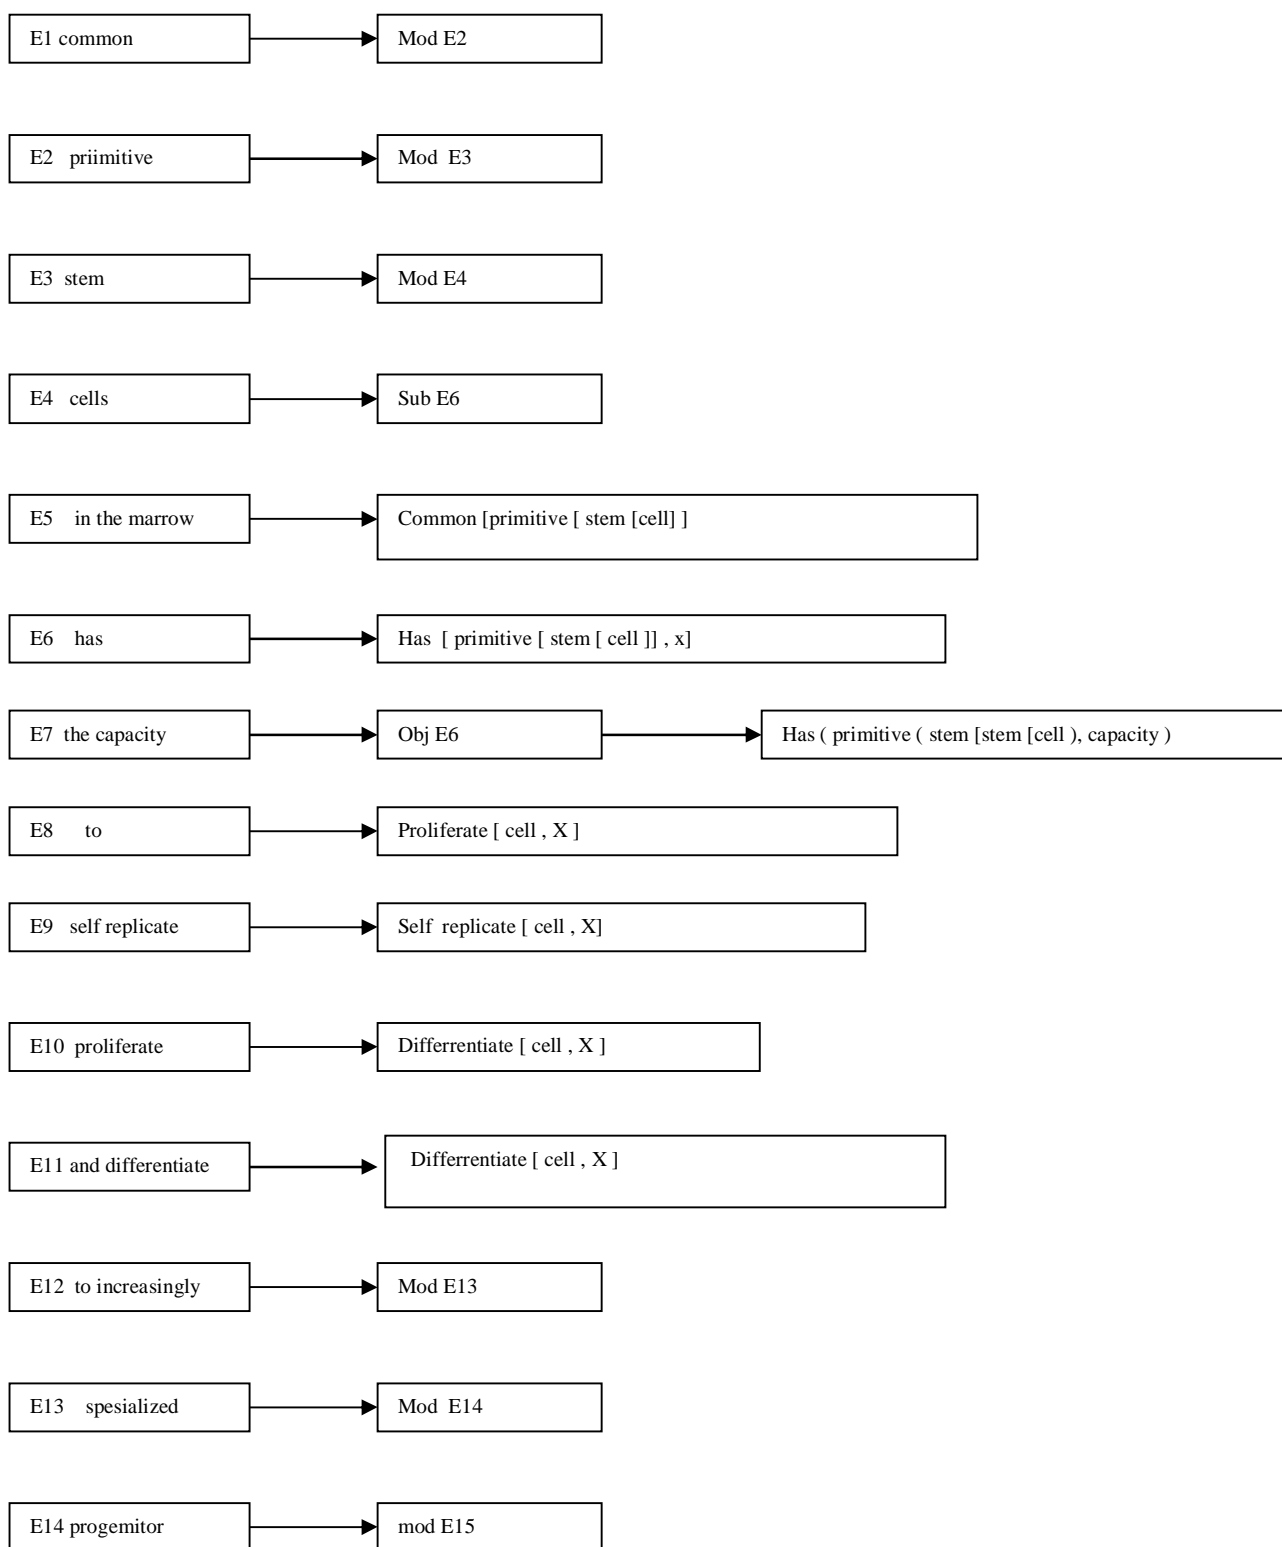 E1 common Mod E2
E2 priimitive Mod E3
E3 stem Mod E4
E4 cells Sub E6
E5 in the marrow Common [primitive [ stem [cell] ]
E6 has Has [ primitive [ stem [ cell ]] , x]
E7 the capacity Obj E6 Has ( primitive ( stem [stem [cell ), capacity )
E8 to Proliferate [ cell , X ]
E9 self replicate Self replicate [ cell , X]
E10 proliferate Differrentiate [ cell , X ]
E11 and differentiate Differrentiate [ cell , X ]
E12 to increasingly Mod E13
E13 spesialized Mod E14
E14 progemitor mod E15